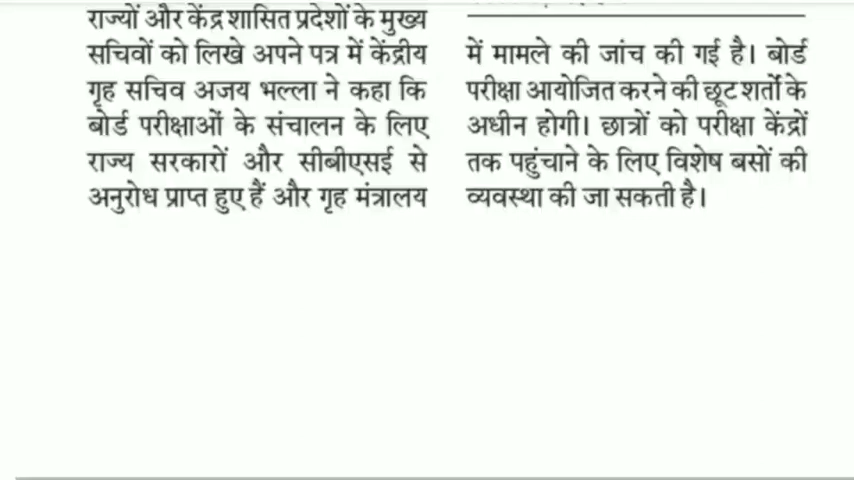 राज्यों और केंद्र शासित प्रदेशों के मुख्य
सचिवों को लिखे अपने पत्र में केंद्रीय
गृह सचिव अजय भल्ला ने कहा कि
बोर्ड परीक्षाओं के संचालन के लिए
राज्य सरकारों और सीबीएसई से
अनुरोध प्राप्त हुए हैं और गृह मंत्रालय
में मामले की जांच की गई है। बोर्ड
परीक्षा आयोजित करने की छूट शर्तों के
अधीन होगी। छात्रों को परीक्षा केंद्रों
तक पहुंचाने के लिए विशेष बसों की
व्यवस्था की जा सकती है।